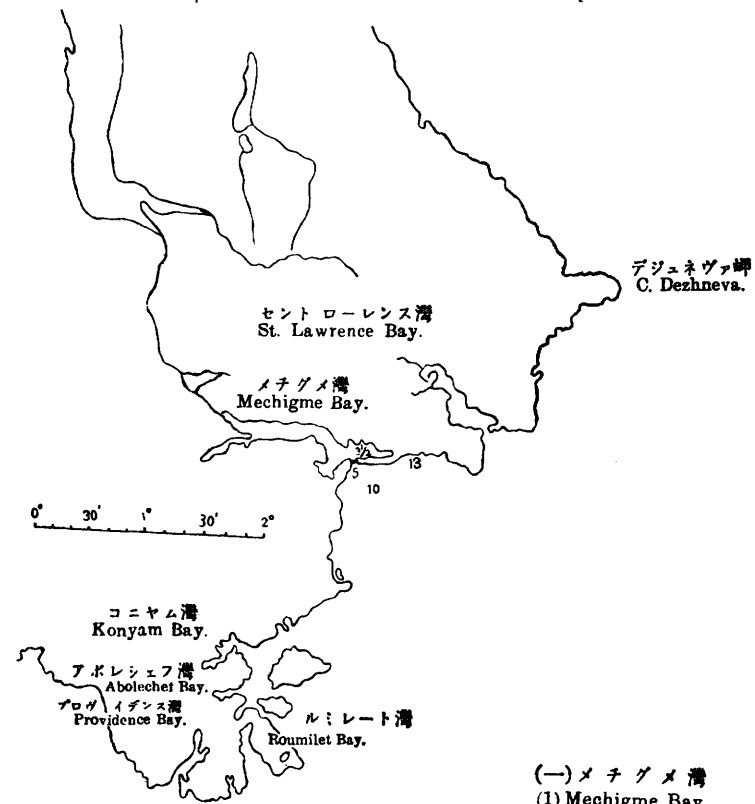 デジュネヴァ岬
C. Dezhneva.
セント ローレンス灣
St. Lawrence Bay.
メチグメ灣
Mechigme Bay.
5
13
10
0° 30' 1° 30' 2°
コニヤム灣
Konyam Bay.
アボレシェフ灣
Abolechet Bay.
プロヴィデンス灣
Providence Bay.
ルミレート灣
Roumilet Bay.
(一)メチグメ灣
(1) Mechigme Bay